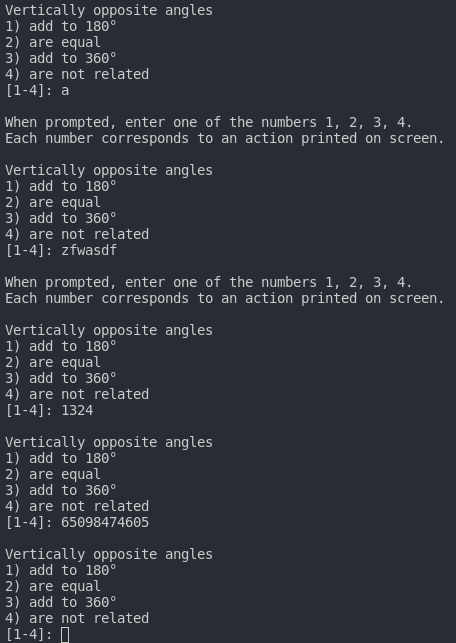 Vertically opposite angles
1) add to 180°
2) are equal
3) add to 360°
4) are not related
[1-4]: a
When prompted, enter one of the numbers 1, 2, 3, 4.
Each number corresponds to an action printed on screen.
Vertically opposite angles
1) add to 180°
2) are equal
3) add to 360°
4) are not related
[1-4]: zfwasdf
When prompted, enter one of the numbers 1, 2, 3, 4.
Each number corresponds to an action printed on screen.
Vertically opposite angles
1) add to 180°
2) are equal
3) add to 360°
4) are not related
[1-4]: 1324
Vertically opposite angles
1) add to 180°
2) are equal
3) add to 360°
4) are not related
[1-4]: 65098474605
Vertically opposite angles
1) add to 180°
2) are equal
3) add to 360°
4) are not related
[1-4]: